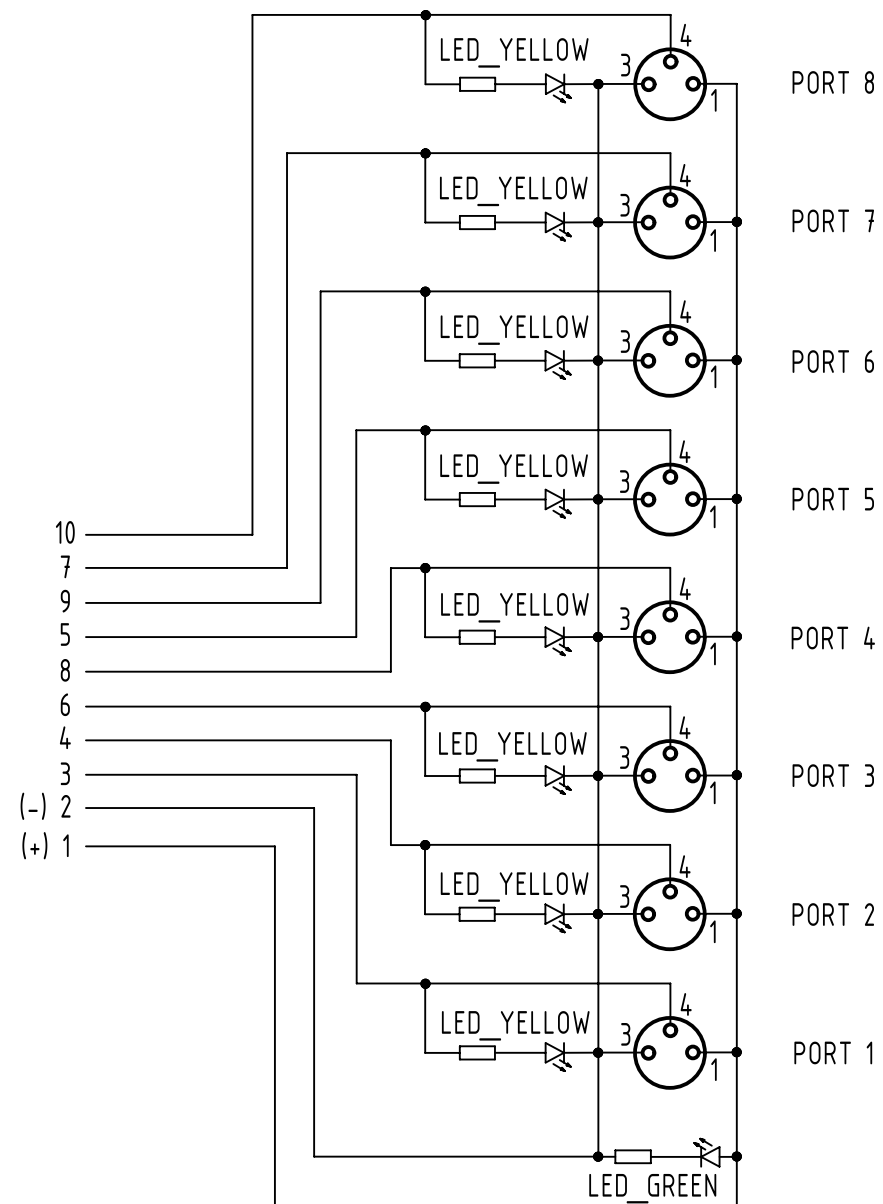 4
LED_YELLOW
3
1
PORT 8
4
LED_YELLOW
3
1
PORT 7
4
LED_YELLOW
3
1
PORT 6
4
LED_YELLOW
3
1
PORT 5
10
7
9
4
LED_YELLOW
3
1
PORT 4
5
8
6
4
LED_YELLOW
3
1
PORT 3
4
3
(-) 2
(+) 1
4
LED_YELLOW
3
1
PORT 2
4
LED_YELLOW
3
1
PORT 1
LED_GREEN